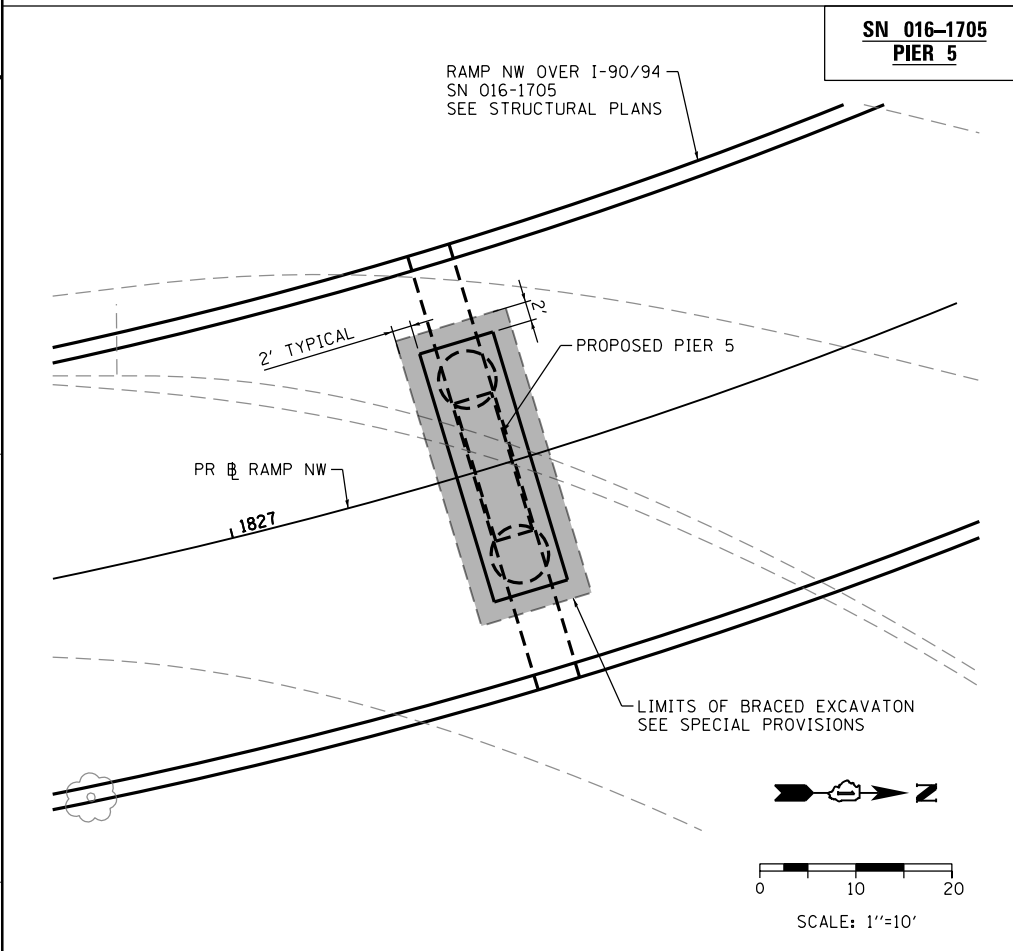 SN 016-1705
PIER 5
RAMP NW OVER I-90/94
SN 016-1705
SEE STRUCTURAL PLANS
2' TYPICAL
2'
PROPOSED PIER 5
PR ⅊ RAMP NW
1827
LIMITS OF BRACED EXCAVATON
SEE SPECIAL PROVISIONS
N
0 10 20
SCALE: 1''=10'